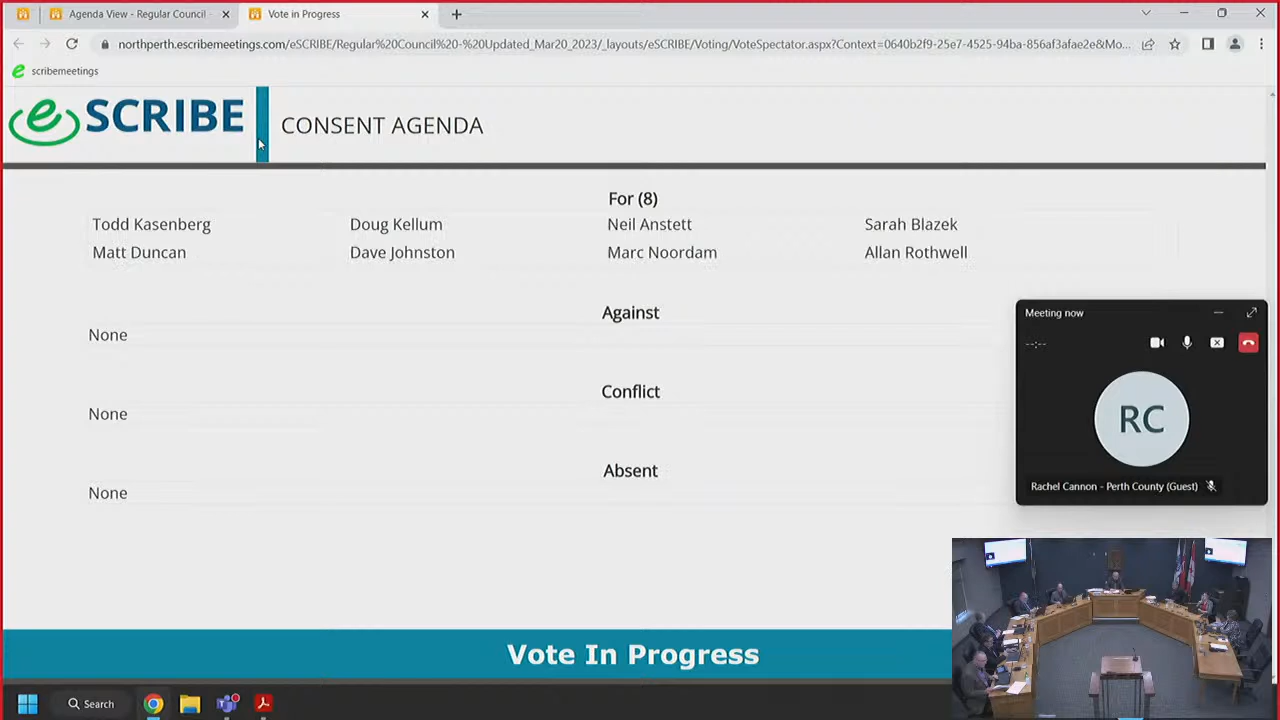 Agenda View - Regular Council -
Vote in Progress
northperth.escribemeetings.com/eSCRIBE/Regular%20Council%20-%20Updated_Mar20_2023/_layouts/eSCRIBE/Voting/VoteSpectator.aspx?Context=0640b2f9-25e7-4525-94ba-856af3afae2e&Mo...
scribemeetings
eSCRIBE
CONSENT AGENDA
For (8)
Todd Kasenberg Doug Kellum Neil Anstett Sarah Blazek
Matt Duncan Dave Johnston Marc Noordam Allan Rothwell
Against
None
Conflict
None
Absent
None
Meeting now
--:--
RC
Rachel Cannon - Perth County (Guest)
Vote In Progress
Search